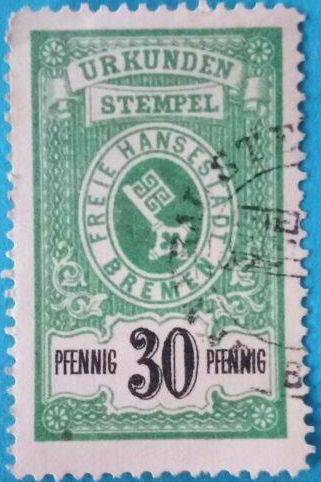 URKUNDEN
STEMPEL
FREIE HANSESTADT
BREMEN
PFENNIG 30 PFENNIG